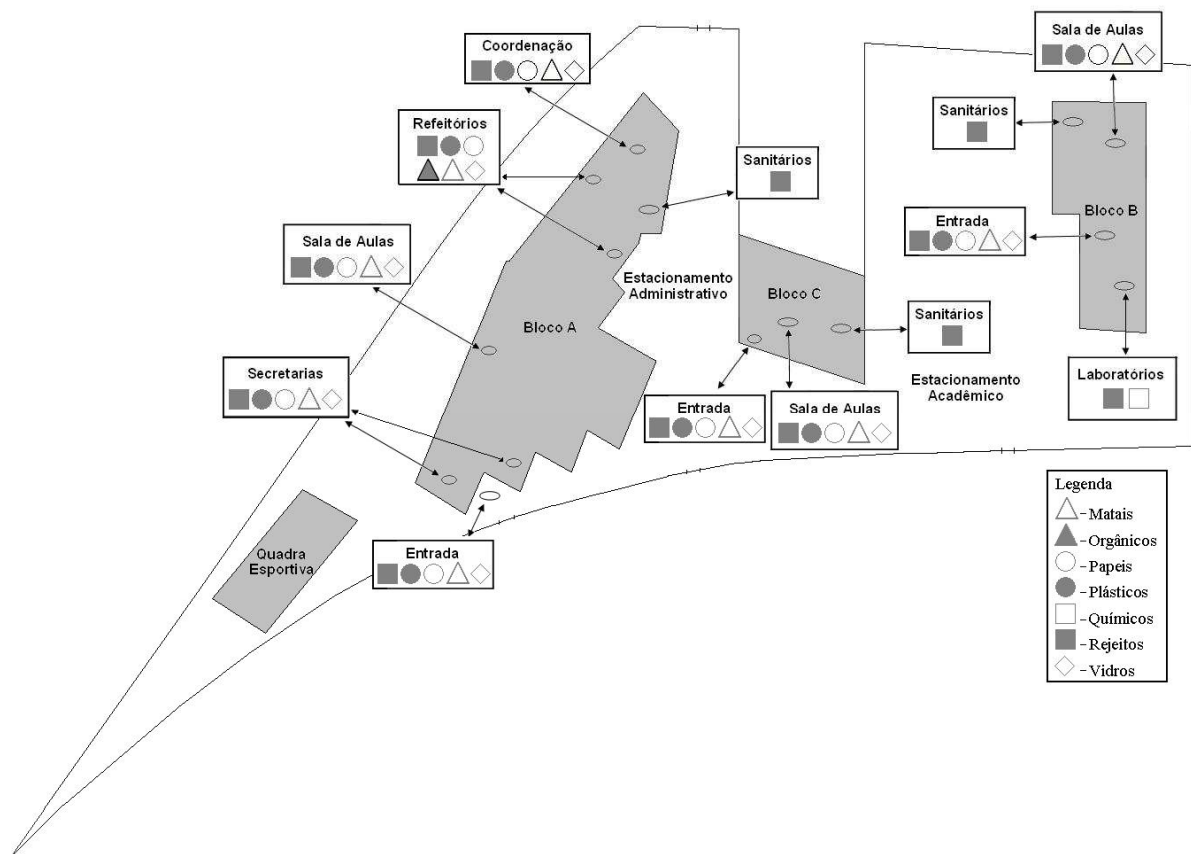 Coordenação
Sala de Aulas
Refeitórios
Sanitários
Sanitários
Sala de Aulas
Entrada
Bloco B
Estacionamento
Administrativo
Bloco C
Bloco A
Sanitários
Secretarias
Laboratórios
Estacionamento
Acadêmico
Entrada
Sala de Aulas
Legenda
- Matais
- Orgânicos
- Papeis
- Plásticos
- Químicos
- Rejeitos
- Vidros
Entrada
Quadra
Esportiva